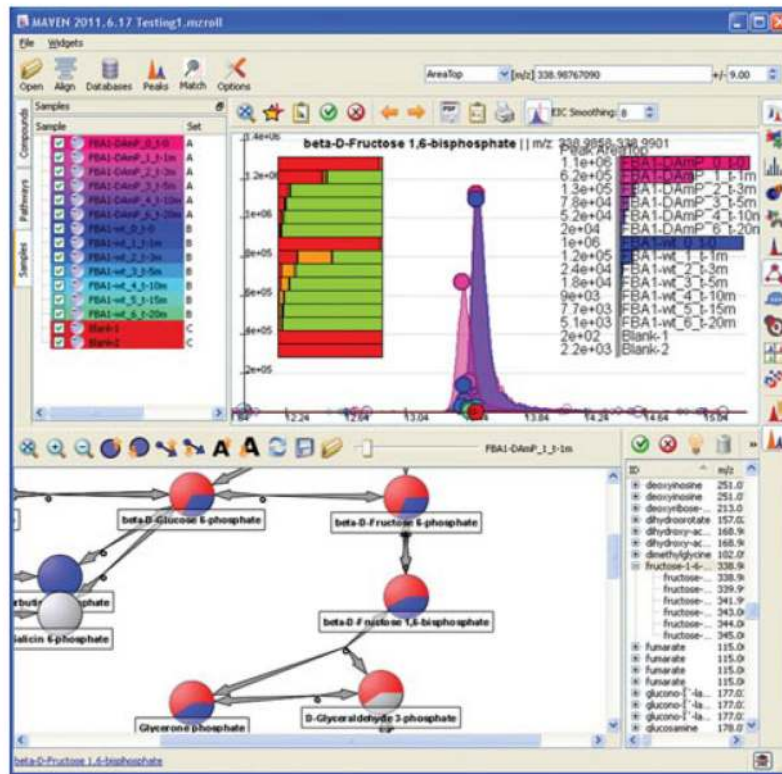 MAVEN 2011.6.17 Testing1.mzroll
File Widgets
Open Align Databases Peaks Match Options
AreaTop [m/z] 338.98767090 +/- 9.00
Samples
Compounds
Pathways
Samples
Sample Set
FBA1-DAmP_0_t-0 A
FBA1-DAmP_1_t-1m A
FBA1-DAmP_2_t-3m A
FBA1-DAmP_3_t-5m A
FBA1-DAmP_4_t-10m A
FBA1-DAmP_6_t-20m A
FBA1-wt_0_t-0 B
FBA1-wt_1_t-1m B
FBA1-wt_2_t-3m B
FBA1-wt_3_t-5m B
FBA1-wt_4_t-10m B
FBA1-wt_5_t-15m B
FBA1-wt_6_t-20m B
Blank-1 C
Blank-2 C
EIC Smoothing: 8
beta-D-Fructose 1,6-bisphosphate || m/z 338.9858-338.9901
Peak AreaTop
1.1e+06 FBA1-DAmP_0_t-0
6.2e+05 FBA1-DAmP_1_t-1m
1.3e+05 FBA1-DAmP_2_t-3m
7.8e+04 FBA1-DAmP_3_t-5m
5.2e+04 FBA1-DAmP_4_t-10m
2e+04 FBA1-DAmP_6_t-20m
1e+06 FBA1-wt_0_t-0
1.2e+05 FBA1-wt_1_t-1m
2.4e+04 FBA1-wt_2_t-3m
1.8e+04 FBA1-wt_3_t-5m
9e+03 FBA1-wt_4_t-10m
7.7e+03 FBA1-wt_5_t-15m
5.1e+03 FBA1-wt_6_t-20m
2e+02 Blank-1
2.2e+03 Blank-2
1.4e+06
1.2e+06
1e+06
8e+05
6e+05
4e+05
2e+05
12.24 12.64 13.04 13.84 14.24 14.64 15.04
FBA1-DAmP_1_t-1m
beta-D-Glucose 6-phosphate
beta-D-Fructose 6-phosphate
Salicin 6-phosphate
beta-D-Fructose 1,6-bisphosphate
Glycerone phosphate
D-Glyceraldehyde 3-phosphate
ID m/z
deoxyinosine 251.0
deoxyinosine 251.0
deoxyribose-... 213.0
dihydroorotate 157.0
dihydroxy-ac... 168.9
dihydroxy-ac... 168.9
dimethylglycine 102.0
fructose-1-6-... 338.9
fructose-... 338.9
fructose-... 339.9
fructose-... 341.9
fructose-... 343.0
fructose-... 344.0
fructose-... 345.0
fumarate 115.0
fumarate 115.0
fumarate 115.0
fumarate 115.0
glucono-[-la... 177.0
glucono-[-la... 177.0
glucono-[-la... 177.0
glucosamine 178.0
beta-D-Fructose 1,6-bisphosphate